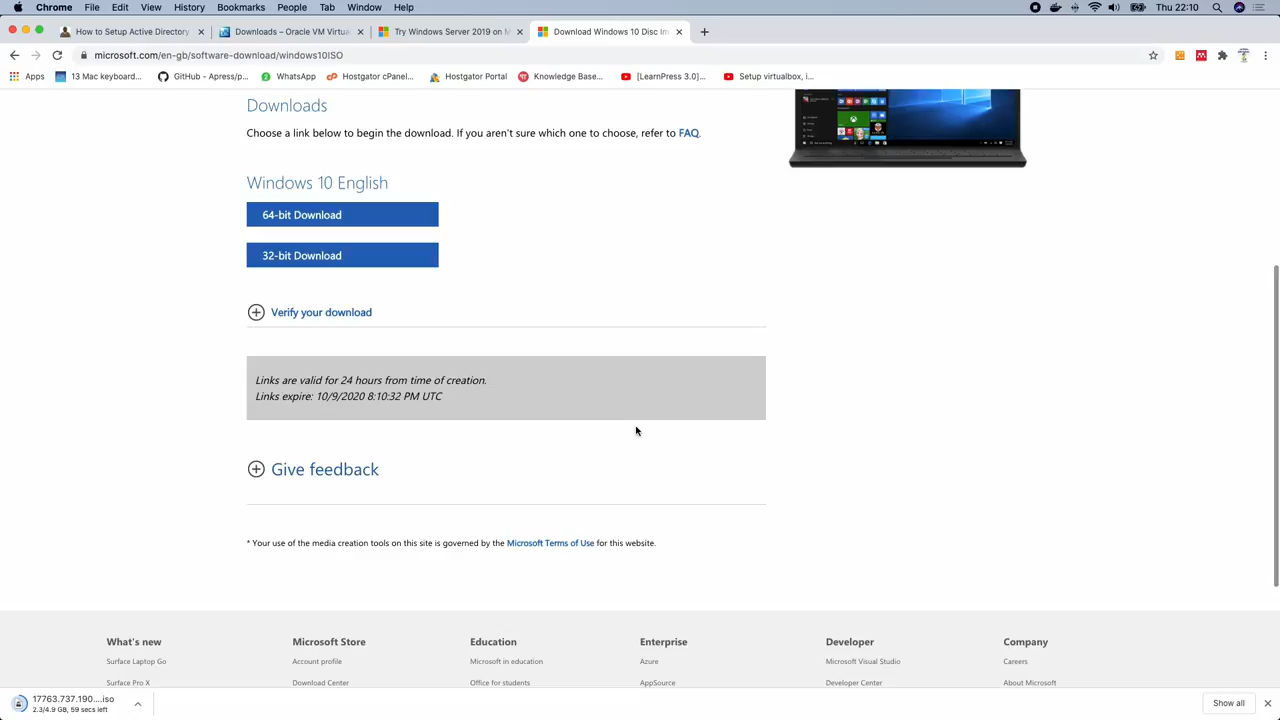 Chrome File Edit View History Bookmarks People Tab Window Help
Thu 22:10
How to Setup Active Directory
Downloads – Oracle VM Virtua
Try Windows Server 2019 on M
Download Windows 10 Disc Im
microsoft.com/en-gb/software-download/windows10ISO
Apps
13 Mac keyboard...
GitHub - Apress/p...
WhatsApp
Hostgator cPanel...
Hostgator Portal
Knowledge Base...
[LearnPress 3.0]...
Setup virtualbox, i...
Downloads
Choose a link below to begin the download. If you aren't sure which one to choose, refer to FAQ.
Windows 10 English
64-bit Download
32-bit Download
Verify your download
Links are valid for 24 hours from time of creation.
Links expire: 10/9/2020 8:10:32 PM UTC
Give feedback
* Your use of the media creation tools on this site is governed by the Microsoft Terms of Use for this website.
What's new
Microsoft Store
Education
Enterprise
Developer
Company
Surface Laptop Go
Account profile
Microsoft in education
Azure
Microsoft Visual Studio
Careers
Surface Pro X
Download Center
Office for students
AppSource
Developer Center
About Microsoft
17763.737.190....iso
2.3/4.9 GB, 59 secs left
Show all